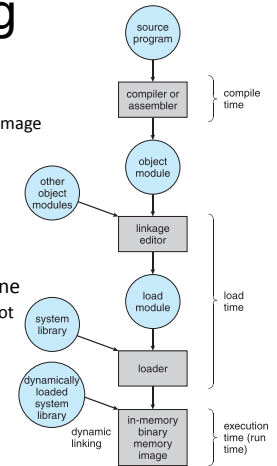 g
source
program
compiler or
assembler
compile
time
mage
object
module
other
object
modules
linkage
editor
ne
ot
load
module
load
time
system
library
loader
dynamically
loaded
system
library
dynamic
linking
in-memory
binary
memory
image
execution
time (run
time)